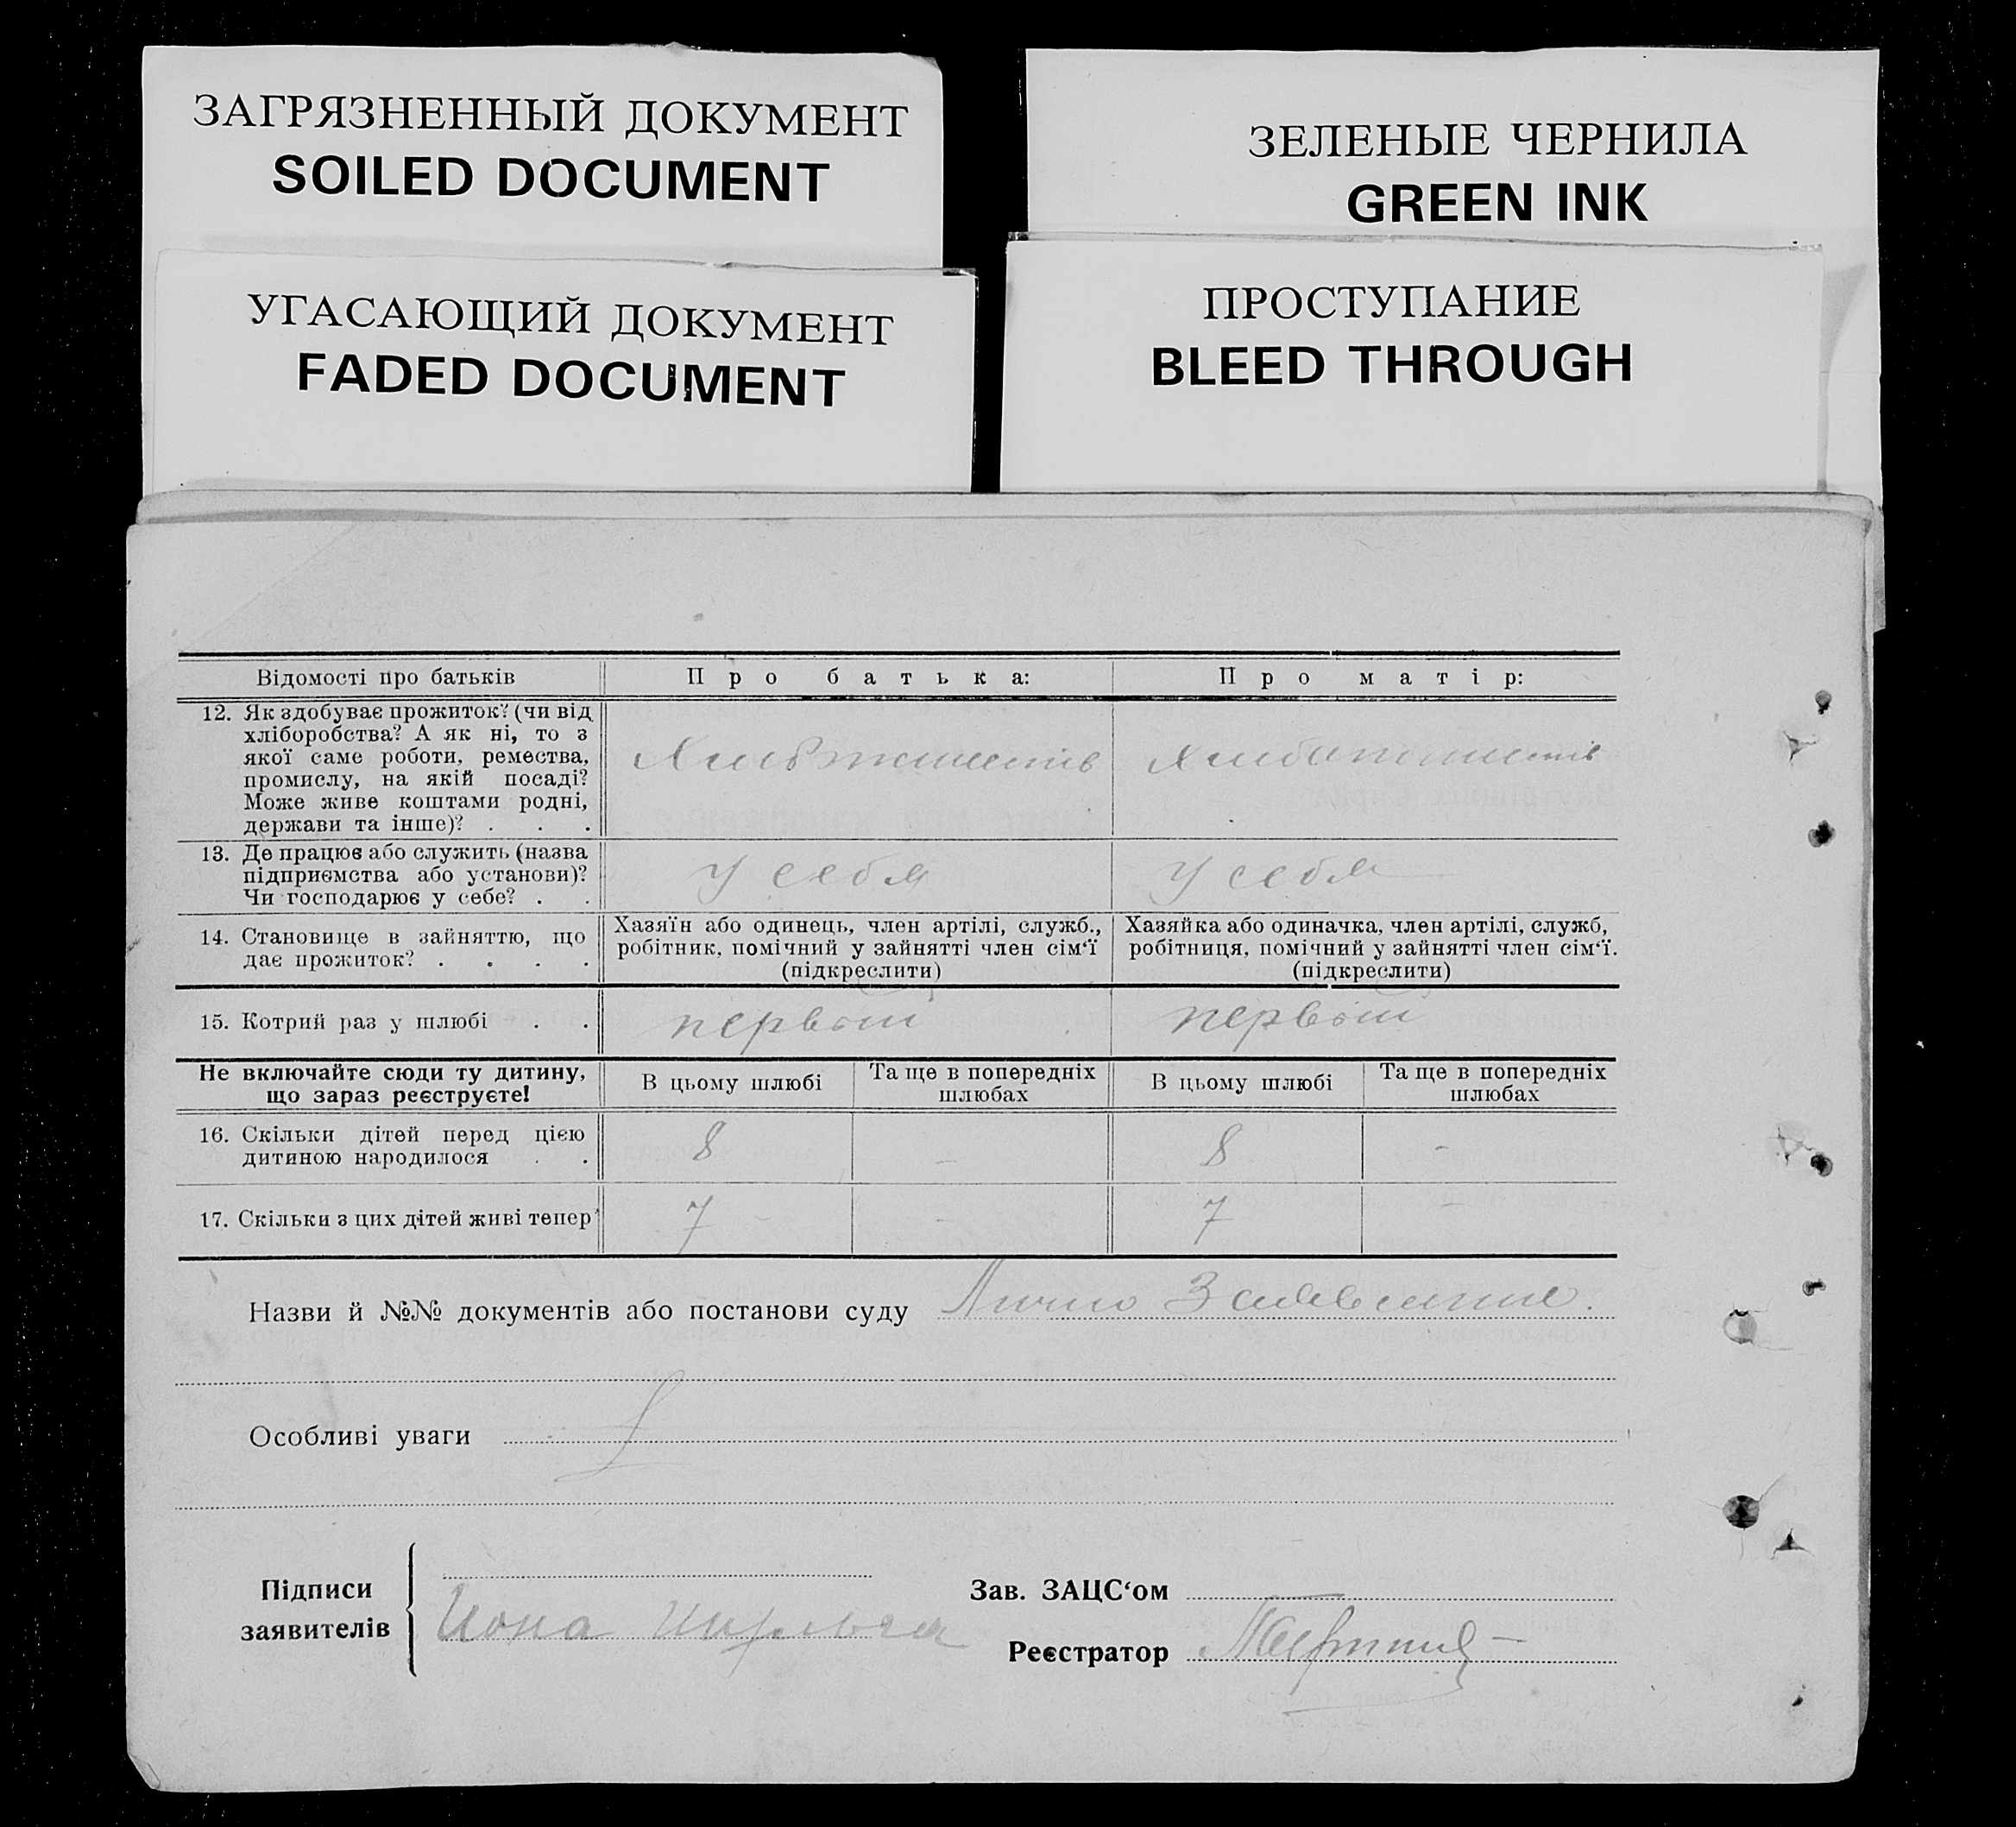 ЗАГРЯЗНЕННЫЙ ДОКУМЕНТ
SOILED DOCUMENT
ЗЕЛЕНЫЕ ЧЕРНИЛА
GREEN INK
УГАСАЮЩИЙ ДОКУМЕНТ
FADED DOCUMENT
ПРОСТУПАНИЕ
BLEED THROUGH
Відомості про батьків
Про батька:
Про матір:
12. Як здобуває прожиток? (чи від
хліборобства? А як ні, то з
якої саме роботи, ремества,
промислу, на якій посаді?
Може живе коштами родні,
держави та інше)? . . .
13. Де працює або служить (назва
підприємства або установи)?
Чи господарює у себе? . .
у себя
у себя
14. Становище в зайняттю, що
дає прожиток? . . . .
Хазяїн або одинець, член артілі, служб.,
робітник, помічний у зайнятті член сім‘ї
(підкреслити)
Хазяйка або одиначка, член артілі, служб,
робітниця, помічний у зайнятті член сім‘ї.
(підкреслити)
15. Котрий раз у шлюбі . .
первый
первый
Не включайте сюди ту дитину,
що зараз реєструєте!
В цьому шлюбі
Та ще в попередніх
шлюбах
В цьому шлюбі
Та ще в попередніх
шлюбах
16. Скільки дітей перед цією
дитиною народилося . .
8
-
8
-
17. Скільки з цих дітей живі тепер
7
-
7
-
Назви й №№ документів або постанови суду Лично
Особливі уваги
Підписи
заявителів
Иона
Зав. ЗАЦС‘ом
Реєстратор